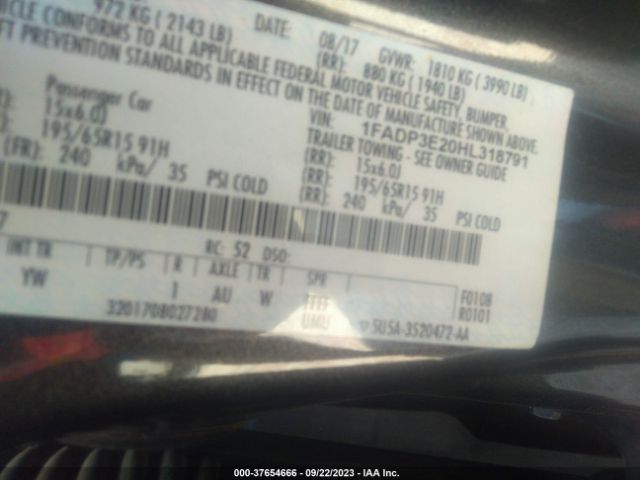 972 KG ( 2143 LB)
DATE: 08/17 GVWR: 1810 KG ( 3990 LB)
(RR): 880 KG ( 1940 LB)
VEHICLE CONFORMS TO ALL APPLICABLE FEDERAL MOTOR VEHICLE SAFETY, BUMPER,
PREVENTION STANDARDS IN EFFECT ON THE DATE OF MANUFACTURE SHOWN ABOVE.
VIN: 1FADP3E20HL318791
Passenger Car TRAILER TOWING - SEE OWNER GUIDE
15x6.0J (RR): 15x6.0J
195/65R15 91H (RR): 195/65R15 91H
(FR): 240 kPa/ 35 PSI COLD (RR): 240 kPa/ 35 PSI COLD
RC: 52 DSO:
INT TR TP/PS R AXLE TR SPR
YW 1 AU W TTTT F0108
UMU R0101
3201708027280 SU5A-3520472-AA
000-37654666 - 09/22/2023 - IAA Inc.